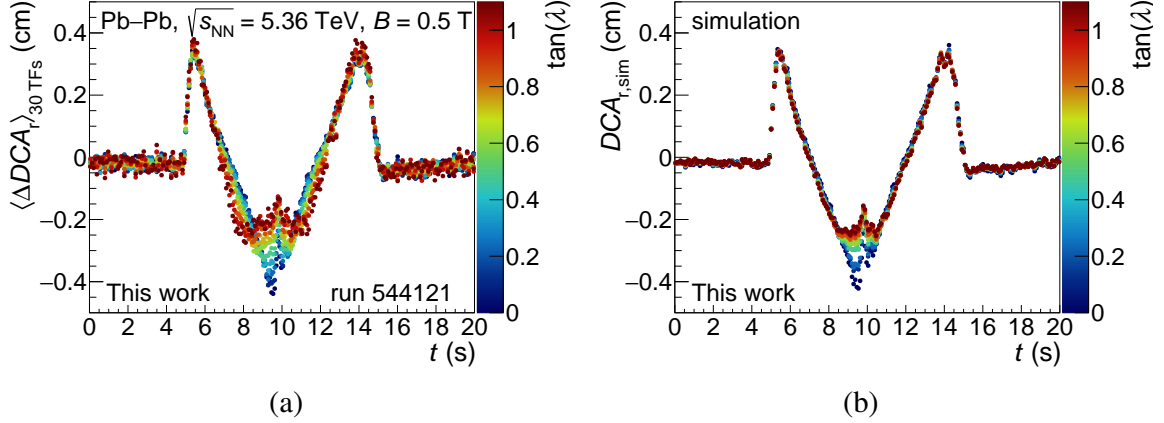 Pb–Pb, √sNN = 5.36 TeV, B = 0.5 T
⟨ΔDCAr⟩30 TFs (cm)
0.4
0.2
0
−0.2
−0.4
This work
run 544121
0 2 4 6 8 10 12 14 16 18 20
t (s)
tan(λ)
1
0.8
0.6
0.4
0.2
0
(a)
simulation
DCAr,sim (cm)
0.4
0.2
0
−0.2
−0.4
This work
0 2 4 6 8 10 12 14 16 18 20
t (s)
tan(λ)
1
0.8
0.6
0.4
0.2
0
(b)